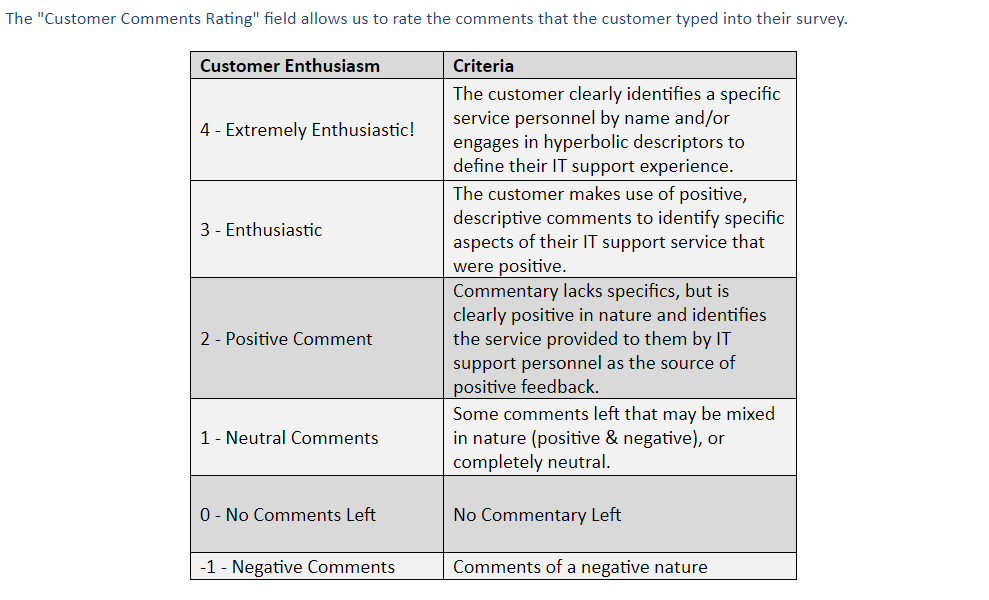 The "Customer Comments Rating" field allows us to rate the comments that the customer typed into their survey.
Customer Enthusiasm
Criteria
4 - Extremely Enthusiastic!
The customer clearly identifies a specific
service personnel by name and/or
engages in hyperbolic descriptors to
define their IT support experience.
3 - Enthusiastic
The customer makes use of positive,
descriptive comments to identify specific
aspects of their IT support service that
were positive.
2 - Positive Comment
Commentary lacks specifics, but is
clearly positive in nature and identifies
the service provided to them by IT
support personnel as the source of
positive feedback.
1 - Neutral Comments
Some comments left that may be mixed
in nature (positive & negative), or
completely neutral.
0 - No Comments Left
No Commentary Left
-1 - Negative Comments
Comments of a negative nature